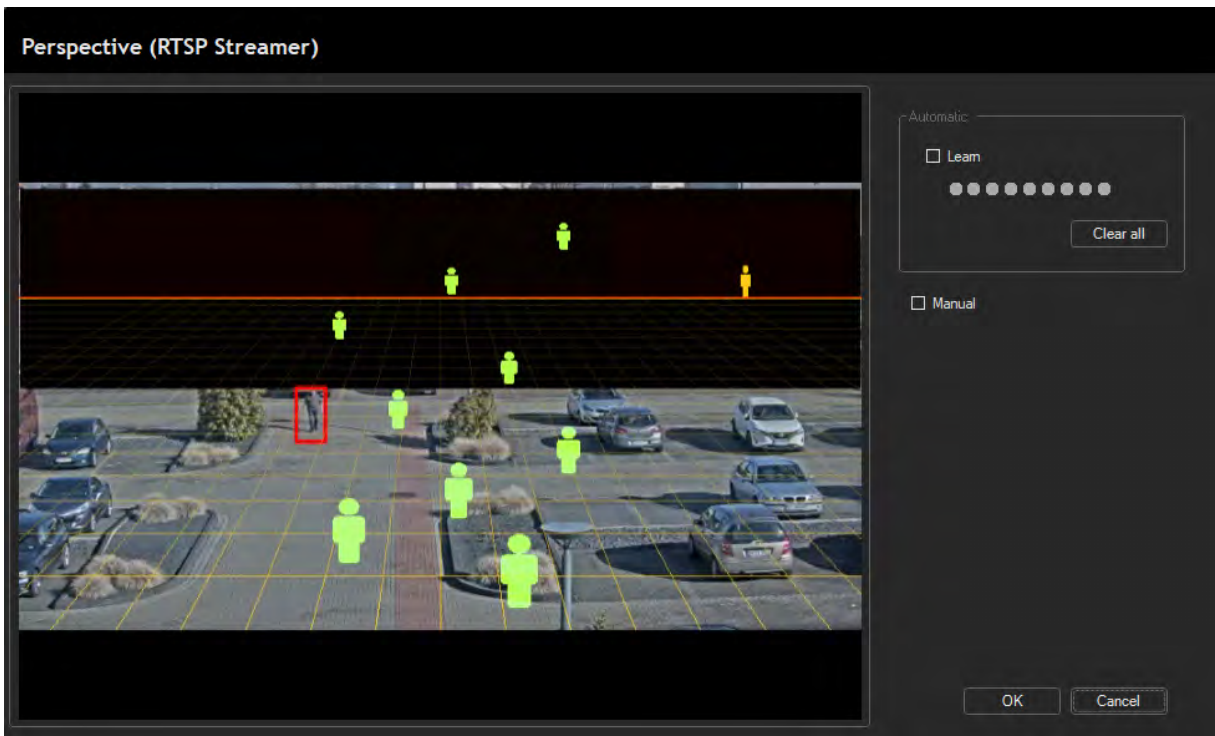 Perspective (RTSP Streamer)
Automatic
Learn
Clear all
Manual
OK
Cancel